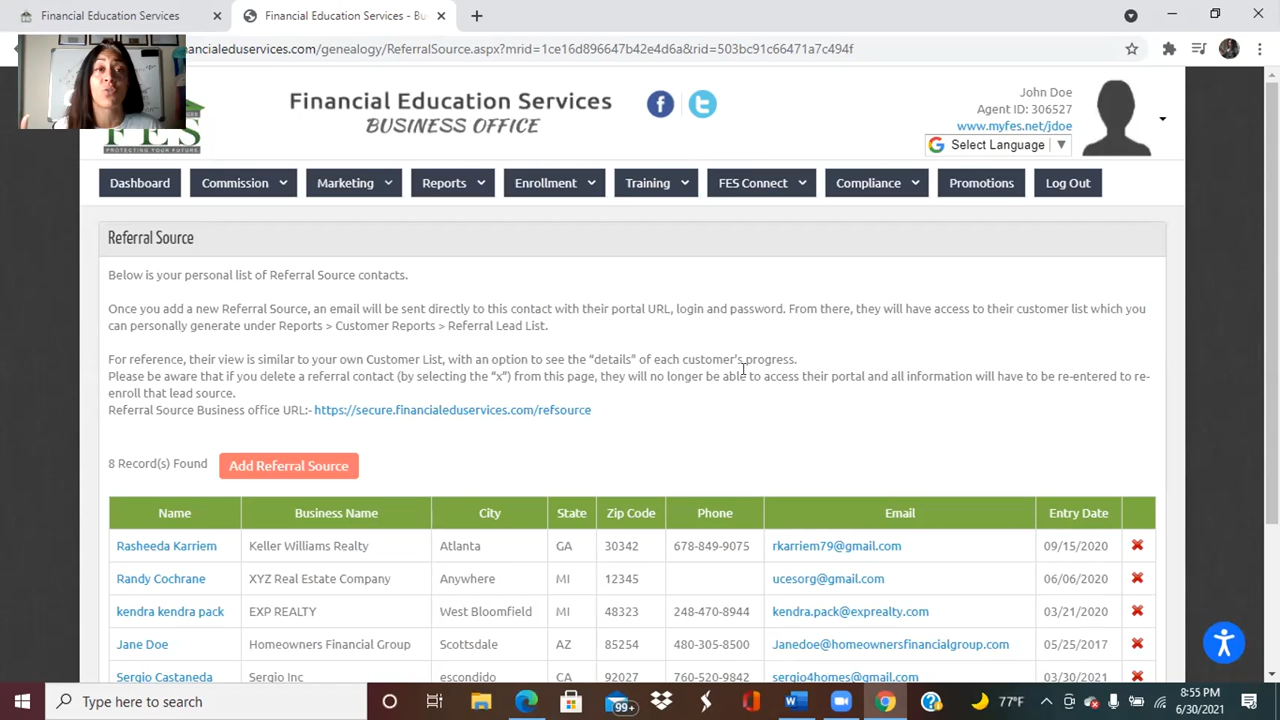 Financial Education Services
Financial Education Services - Bu
nancialeduservices.com/genealogy/ReferralSource.aspx?mrid=1ce16d896647b42e4d6a&rid=503bc91c66471a7c494f
FES
PROTECTING YOUR FUTURE
Financial Education Services
BUSINESS OFFICE
John Doe
Agent ID: 306527
www.myfes.net/jdoe
Select Language
Dashboard Commission Marketing Reports Enrollment Training FES Connect Compliance Promotions Log Out
Referral Source
Below is your personal list of Referral Source contacts.
Once you add a new Referral Source, an email will be sent directly to this contact with their portal URL, login and password. From there, they will have access to their customer list which you
can personally generate under Reports > Customer Reports > Referral Lead List.
For reference, their view is similar to your own Customer List, with an option to see the “details” of each customer's progress.
Please be aware that if you delete a referral contact (by selecting the “x”) from this page, they will no longer be able to access their portal and all information will have to be re-entered to re-
enroll that lead source.
Referral Source Business office URL:- https://secure.financialeduservices.com/refsource
8 Record(s) Found Add Referral Source
Name Business Name City State Zip Code Phone Email Entry Date
Rasheeda Karriem Keller Williams Realty Atlanta GA 30342 678-849-9075 rkarriem79@gmail.com 09/15/2020
Randy Cochrane XYZ Real Estate Company Anywhere MI 12345 ucesorg@gmail.com 06/06/2020
kendra kendra pack EXP REALTY West Bloomfield MI 48323 248-470-8944 kendra.pack@exprealty.com 03/21/2020
Jane Doe Homeowners Financial Group Scottsdale AZ 85254 480-305-8500 Janedoe@homeownersfinancialgroup.com 05/25/2017
Sergio Castaneda Sergio Inc escondido CA 92027 760-520-9842 sergio4homes@gmail.com 03/30/2021
Type here to search
99+
77°F
8:55 PM
6/30/2021